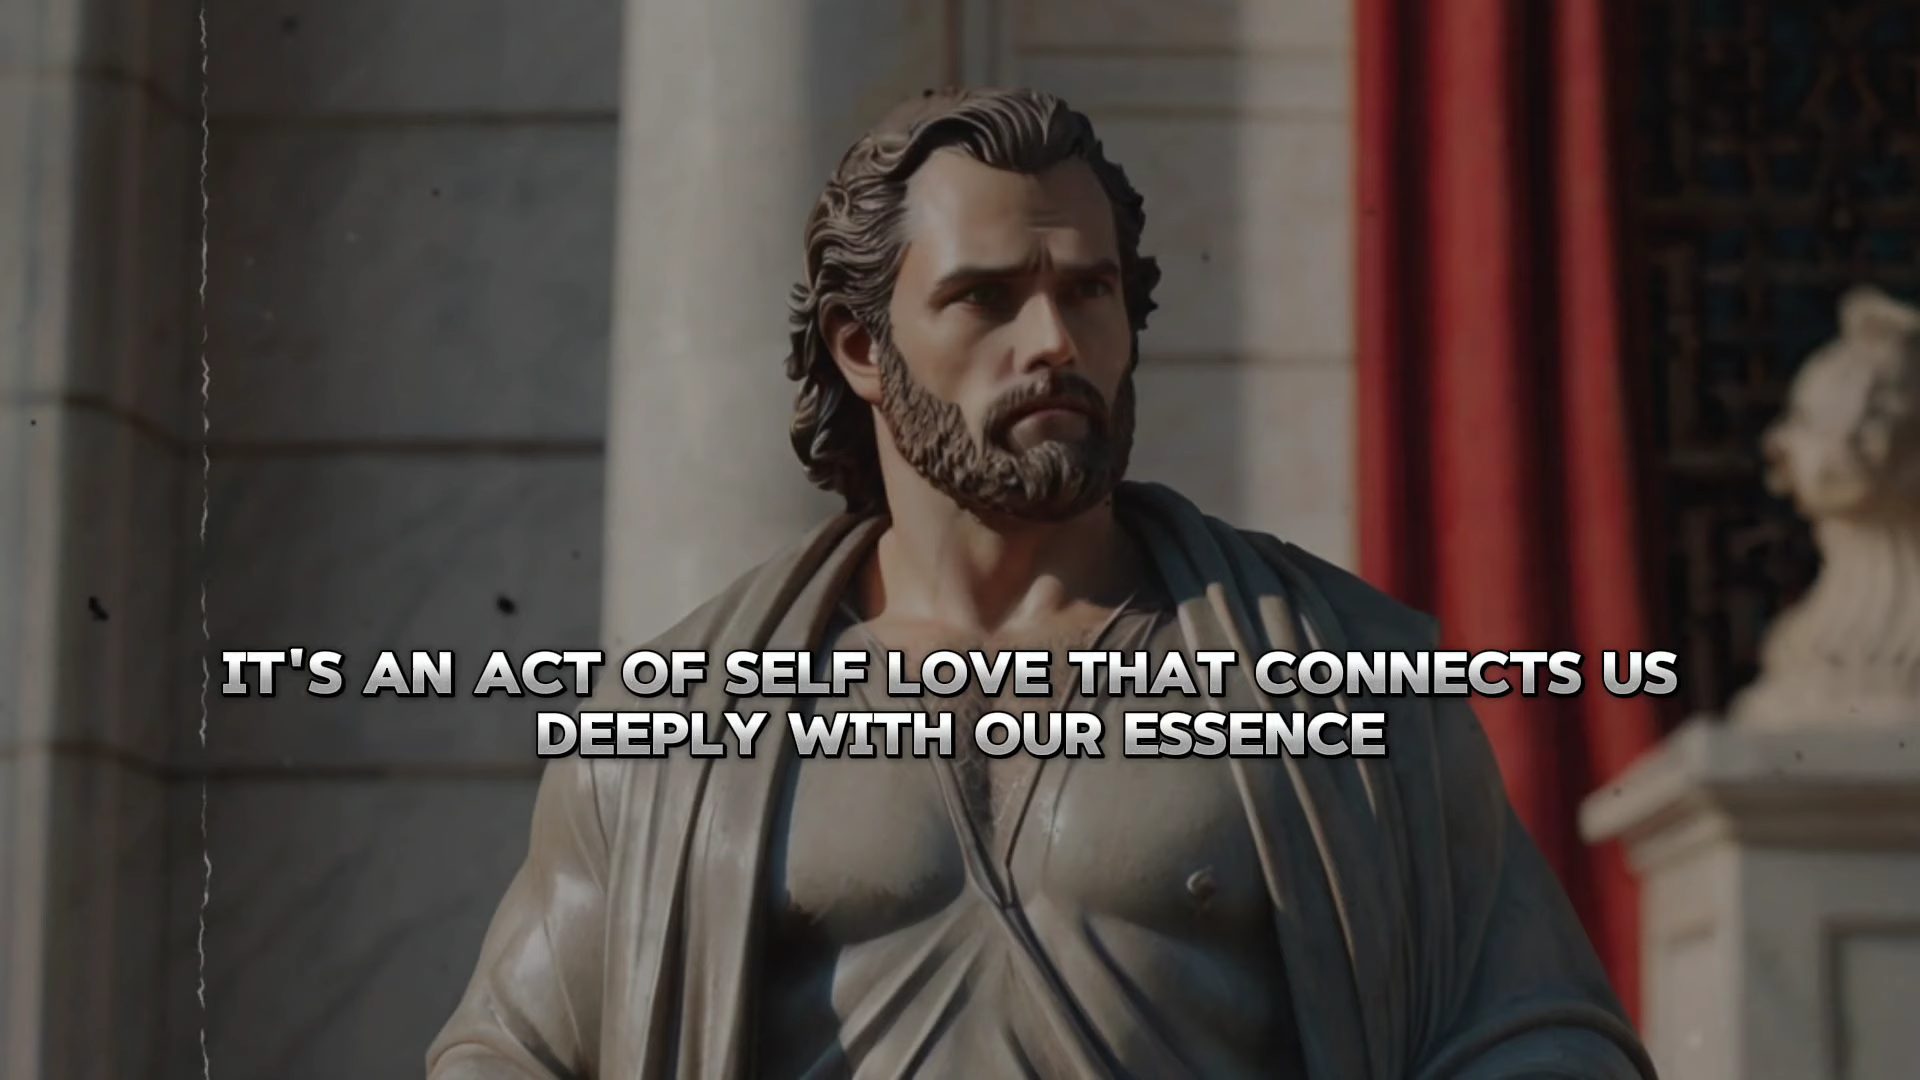 IT'S AN ACT OF SELF LOVE THAT CONNECTS US
DEEPLY WITH OUR ESSENCE